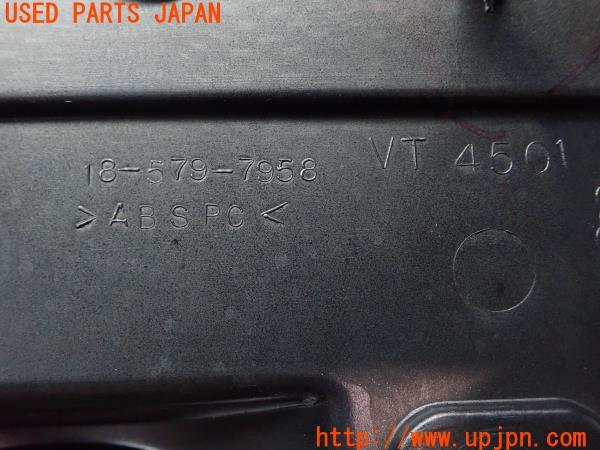 USED PARTS JAPAN
18-579-7958
VT 4501
>ABSPC<
http://www.upjpn.com